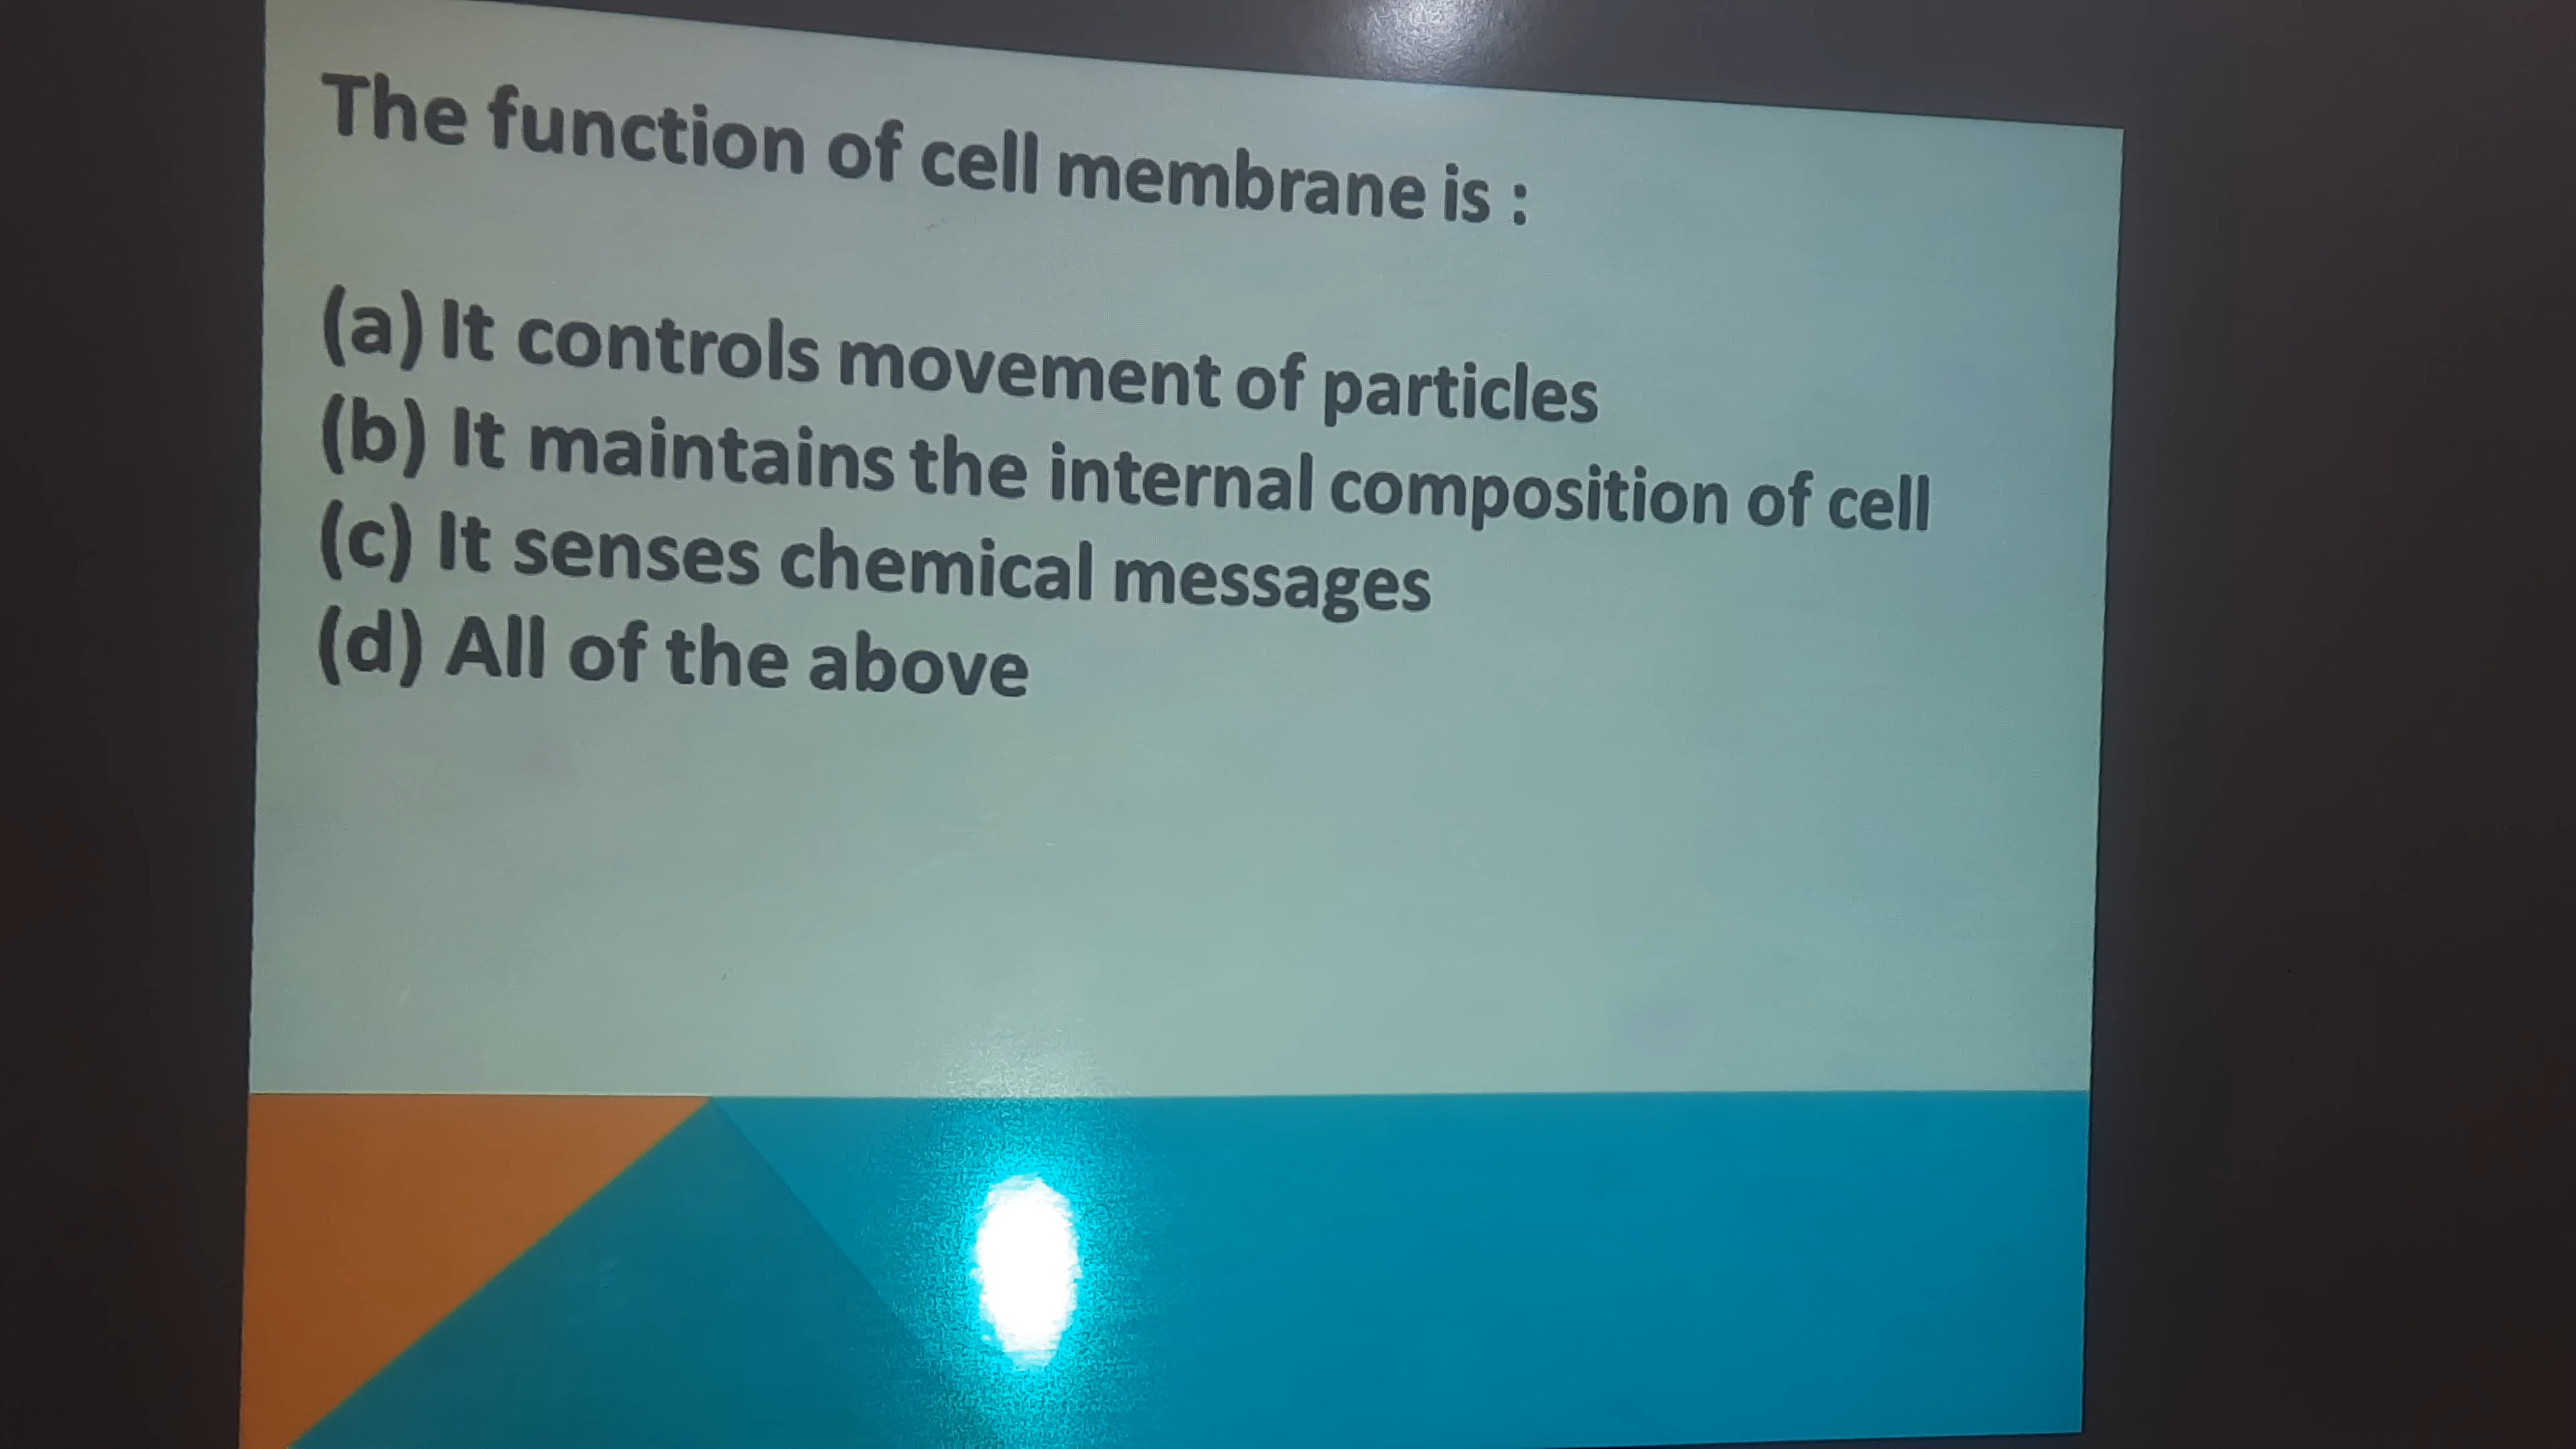 The function of cell membrane is :
(a) It controls movement of particles
(b) It maintains the internal composition of cell
(c) It senses chemical messages
(d) All of the above